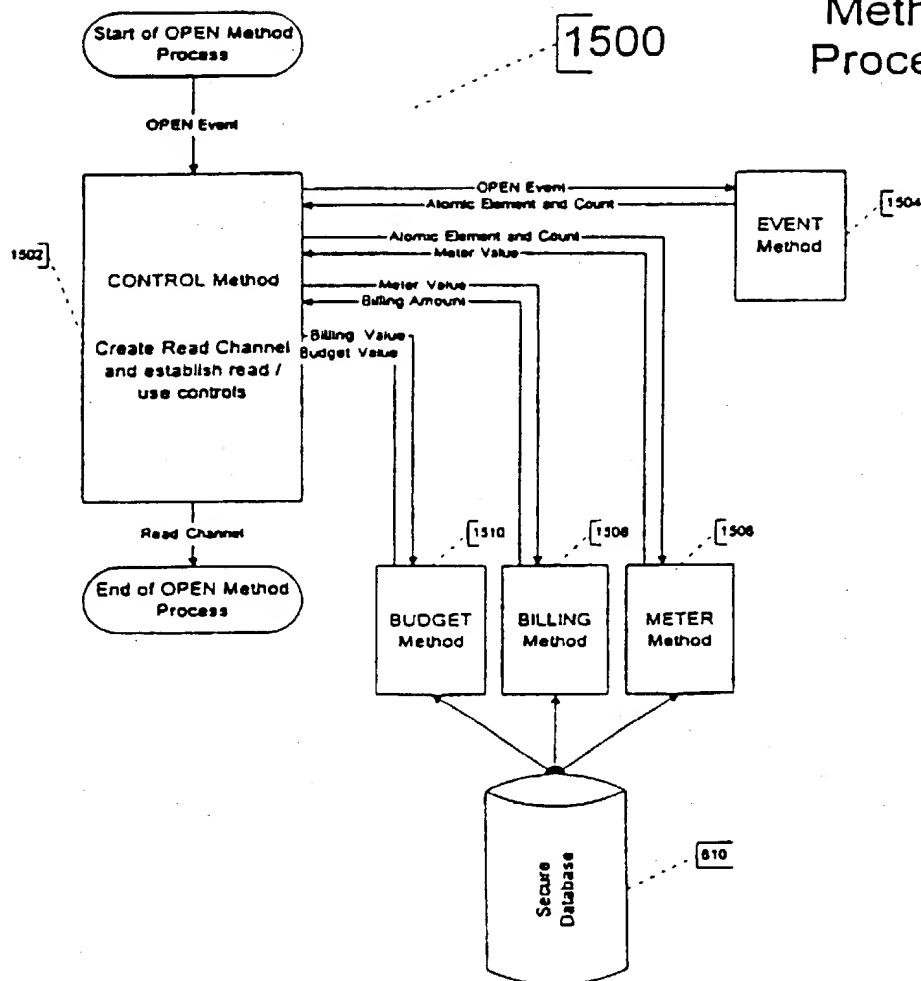 Start of OPEN Method
Process
1500
Meth
Proce
OPEN Event
OPEN Event
Atomic Element and Count
EVENT
Method
1504
1502
Atomic Element and Count
Meter Value
CONTROL Method
Meter Value
Billing Amount
Create Read Channel
and establish read /
use controls
Billing Value
Budget Value
Read Channel
End of OPEN Method
Process
1510
1508
1506
BUDGET
Method
BILLING
Method
METER
Method
Secure
Database
610